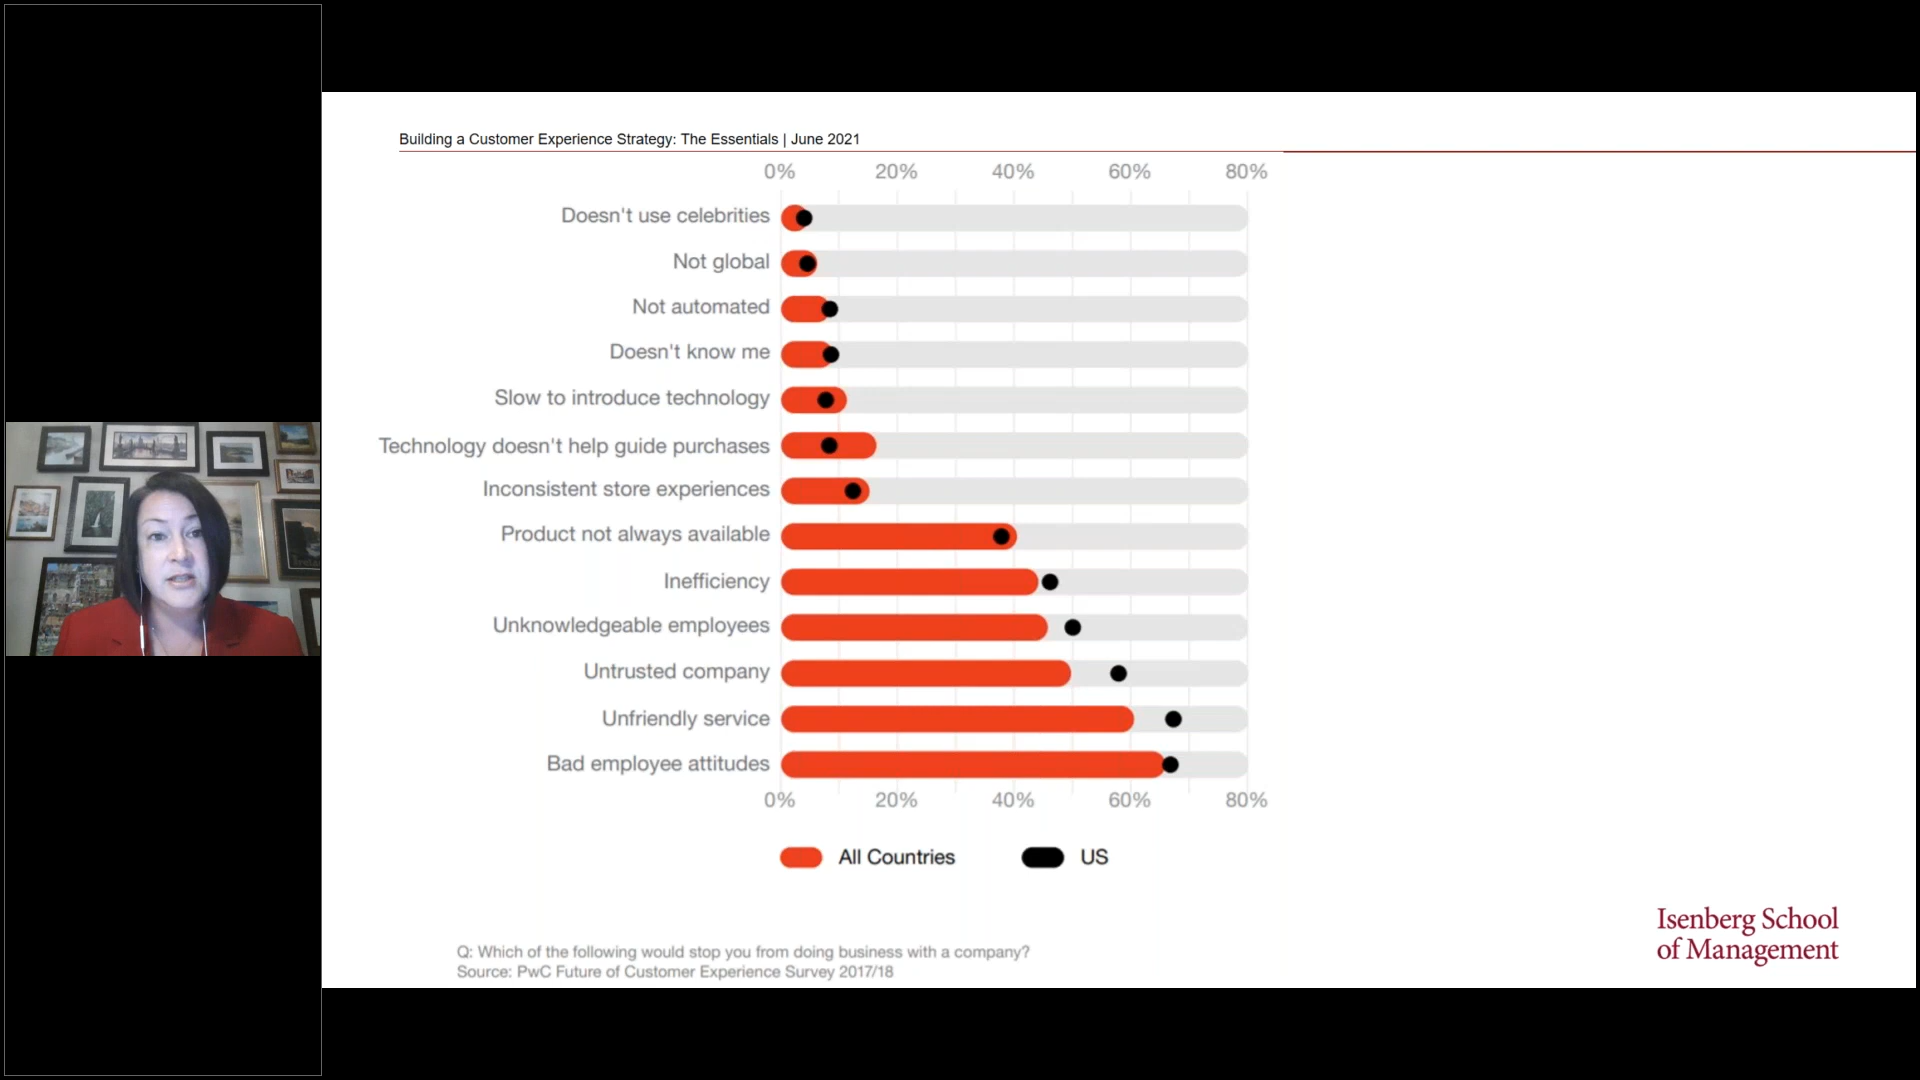 Building a Customer Experience Strategy: The Essentials | June 2021
0% 20% 40% 60% 80%
Doesn't use celebrities
Not global
Not automated
Doesn't know me
Slow to introduce technology
Technology doesn't help guide purchases
Inconsistent store experiences
Product not always available
Inefficiency
Unknowledgeable employees
Untrusted company
Unfriendly service
Bad employee attitudes
0% 20% 40% 60% 80%
All Countries US
Q: Which of the following would stop you from doing business with a company?
Source: PwC Future of Customer Experience Survey 2017/18
Isenberg School
of Management